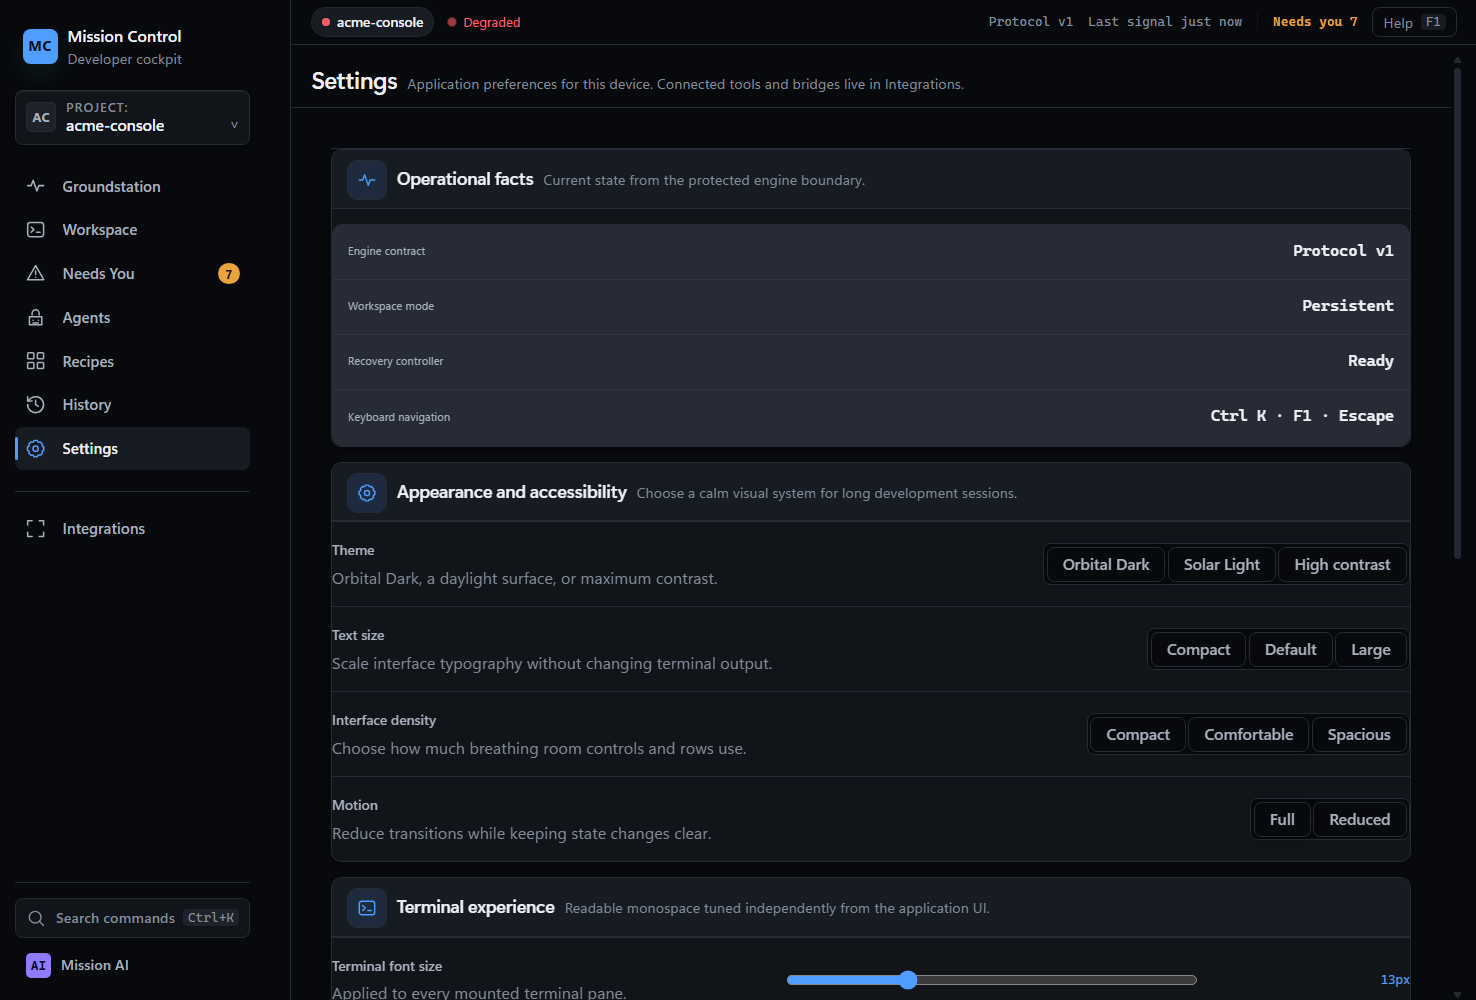 MC
Mission Control
Developer cockpit
AC
PROJECT:
acme-console
v
Groundstation
Workspace
Needs You 7
Agents
Recipes
History
Settings
Integrations
Search commands Ctrl+K
AI Mission AI
acme-console Degraded
Protocol v1 Last signal just now Needs you 7 Help F1
Settings Application preferences for this device. Connected tools and bridges live in Integrations.
Operational facts Current state from the protected engine boundary.
Engine contract Protocol v1
Workspace mode Persistent
Recovery controller Ready
Keyboard navigation Ctrl K · F1 · Escape
Appearance and accessibility Choose a calm visual system for long development sessions.
Theme
Orbital Dark, a daylight surface, or maximum contrast.
Orbital Dark Solar Light High contrast
Text size
Scale interface typography without changing terminal output.
Compact Default Large
Interface density
Choose how much breathing room controls and rows use.
Compact Comfortable Spacious
Motion
Reduce transitions while keeping state changes clear.
Full Reduced
Terminal experience Readable monospace tuned independently from the application UI.
Terminal font size
Applied to every mounted terminal pane.
13px